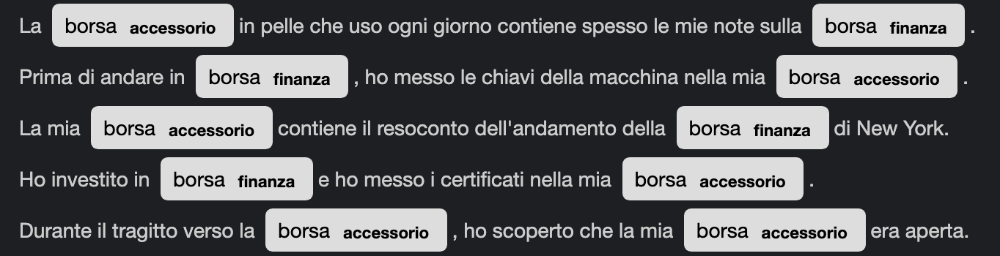 La borsa accessorio in pelle che uso ogni giorno contiene spesso le mie note sulla borsa finanza .
Prima di andare in borsa finanza , ho messo le chiavi della macchina nella mia borsa accessorio .
La mia borsa accessorio contiene il resoconto dell'andamento della borsa finanza di New York.
Ho investito in borsa finanza e ho messo i certificati nella mia borsa accessorio .
Durante il tragitto verso la borsa accessorio , ho scoperto che la mia borsa accessorio era aperta.